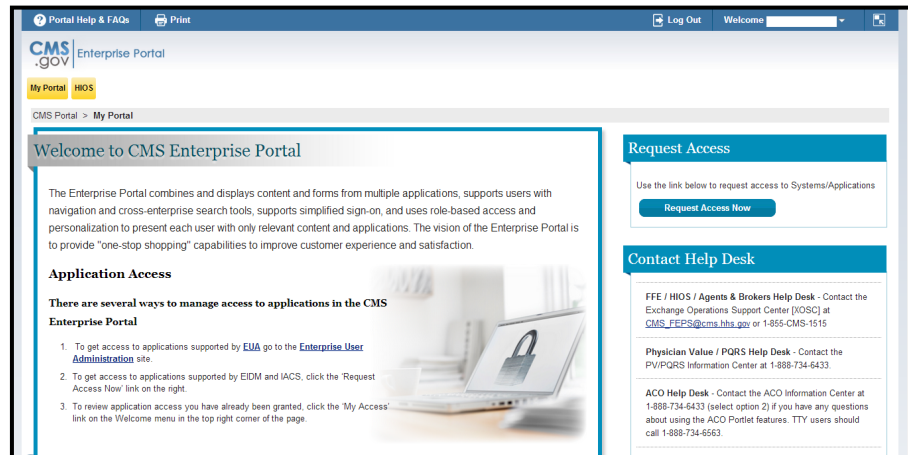 Portal Help & FAQs
Print
Log Out
Welcome
CMS
.gov
Enterprise Portal
My Portal
HIOS
CMS Portal > My Portal
Welcome to CMS Enterprise Portal
The Enterprise Portal combines and displays content and forms from multiple applications, supports users with
navigation and cross-enterprise search tools, supports simplified sign-on, and uses role-based access and
personalization to present each user with only relevant content and applications. The vision of the Enterprise Portal is
to provide "one-stop shopping" capabilities to improve customer experience and satisfaction.
Application Access
There are several ways to manage access to applications in the CMS
Enterprise Portal
1. To get access to applications supported by EUA go to the Enterprise User
Administration site.
2. To get access to applications supported by EIDM and IACS, click the 'Request
Access Now' link on the right.
3. To review application access you have already been granted, click the 'My Access'
link on the Welcome menu in the top right corner of the page.
Request Access
Use the link below to request access to Systems/Applications
Request Access Now
Contact Help Desk
FFE / HIOS / Agents & Brokers Help Desk - Contact the
Exchange Operations Support Center [XOSC] at
CMS_FEPS@cms.hhs.gov or 1-855-CMS-1515
Physician Value / PQRS Help Desk - Contact the
PV/PQRS Information Center at 1-888-734-6433.
ACO Help Desk - Contact the ACO Information Center at
1-888-734-6433 (select option 2) if you have any questions
about using the ACO Portlet features. TTY users should
call 1-888-734-6563.